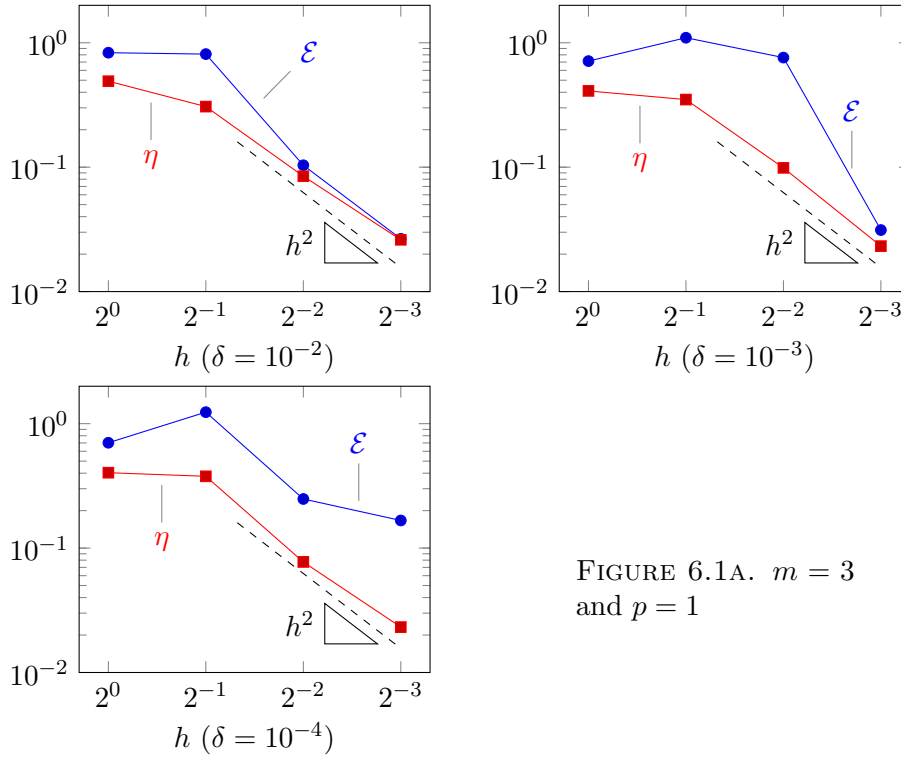 10^0
10^{-1}
10^{-2}
ℰ
η
h^2
2^0 2^{-1} 2^{-2} 2^{-3}
h (δ = 10^{-2})
10^0
10^{-1}
10^{-2}
ℰ
η
h^2
2^0 2^{-1} 2^{-2} 2^{-3}
h (δ = 10^{-3})
10^0
10^{-1}
10^{-2}
ℰ
η
h^2
2^0 2^{-1} 2^{-2} 2^{-3}
h (δ = 10^{-4})
FIGURE 6.1A. m = 3
and p = 1